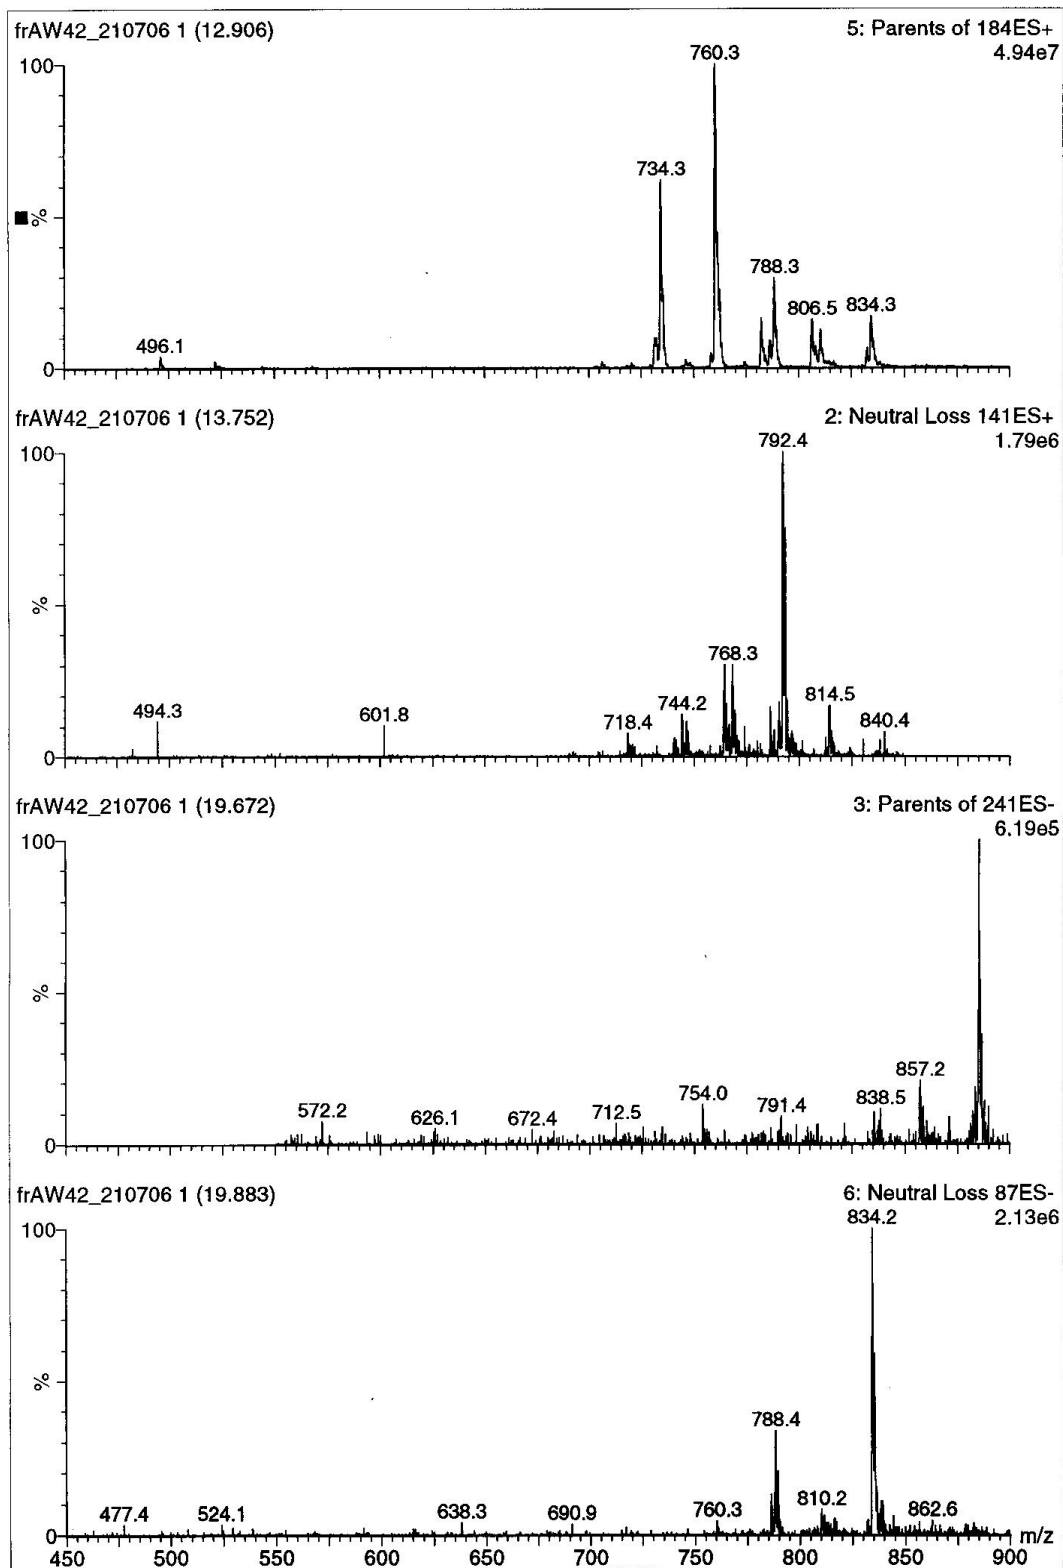 frAW42_210706 1 (12.906) 5: Parents of 184ES+
4.94e7
100
%
0
496.1 734.3 760.3 788.3 806.5 834.3
frAW42_210706 1 (13.752) 2: Neutral Loss 141ES+
1.79e6
100
%
0
494.3 601.8 718.4 744.2 768.3 792.4 814.5 840.4
frAW42_210706 1 (19.672) 3: Parents of 241ES-
6.19e5
100
%
0
572.2 626.1 672.4 712.5 754.0 791.4 838.5 857.2
frAW42_210706 1 (19.883) 6: Neutral Loss 87ES-
2.13e6
100
%
0
477.4 524.1 638.3 690.9 760.3 788.4 810.2 834.2 862.6
450 500 550 600 650 700 750 800 850 900 m/z